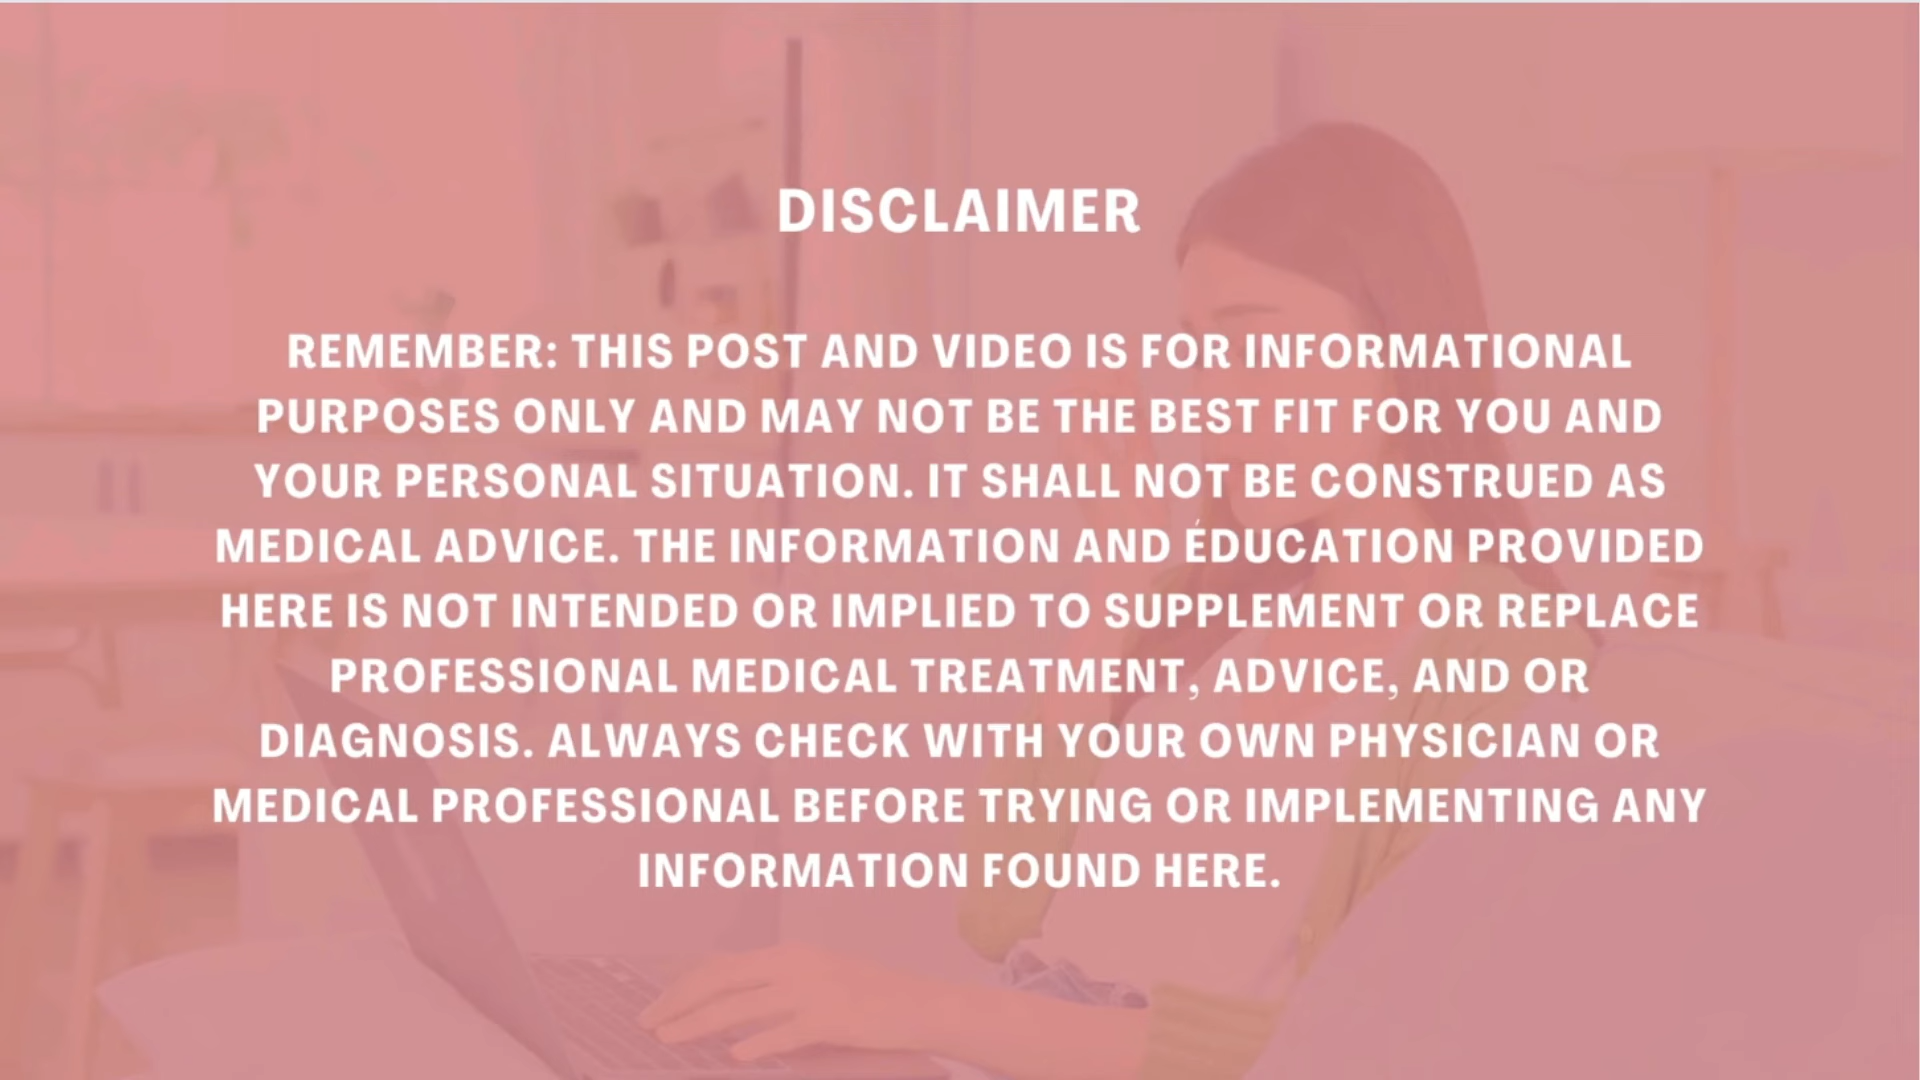 DISCLAIMER
REMEMBER: THIS POST AND VIDEO IS FOR INFORMATIONAL
PURPOSES ONLY AND MAY NOT BE THE BEST FIT FOR YOU AND
YOUR PERSONAL SITUATION. IT SHALL NOT BE CONSTRUED AS
MEDICAL ADVICE. THE INFORMATION AND ÉDUCATION PROVIDED
HERE IS NOT INTENDED OR IMPLIED TO SUPPLEMENT OR REPLACE
PROFESSIONAL MEDICAL TREATMENT, ADVICE, AND OR
DIAGNOSIS. ALWAYS CHECK WITH YOUR OWN PHYSICIAN OR
MEDICAL PROFESSIONAL BEFORE TRYING OR IMPLEMENTING ANY
INFORMATION FOUND HERE.